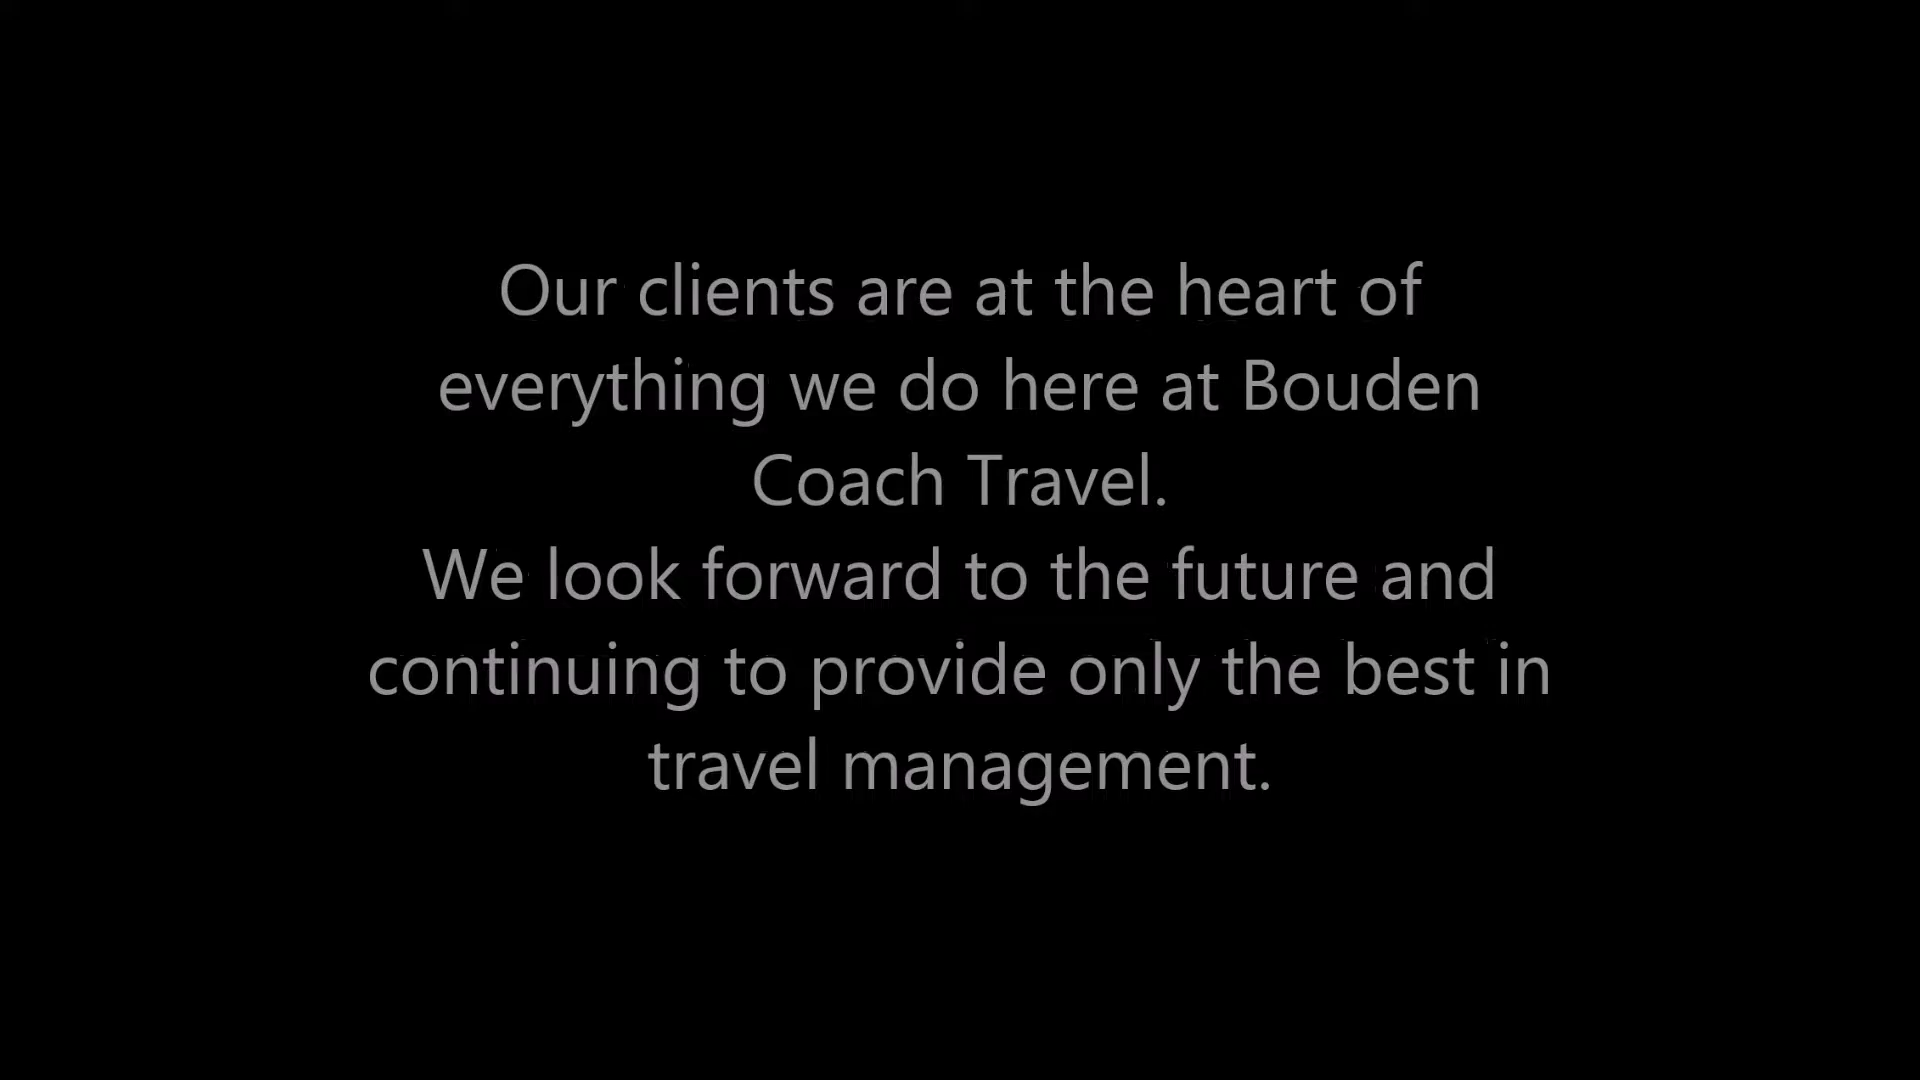 Our clients are at the heart of
everything we do here at Bouden
Coach Travel.
We look forward to the future and
continuing to provide only the best in
travel management.